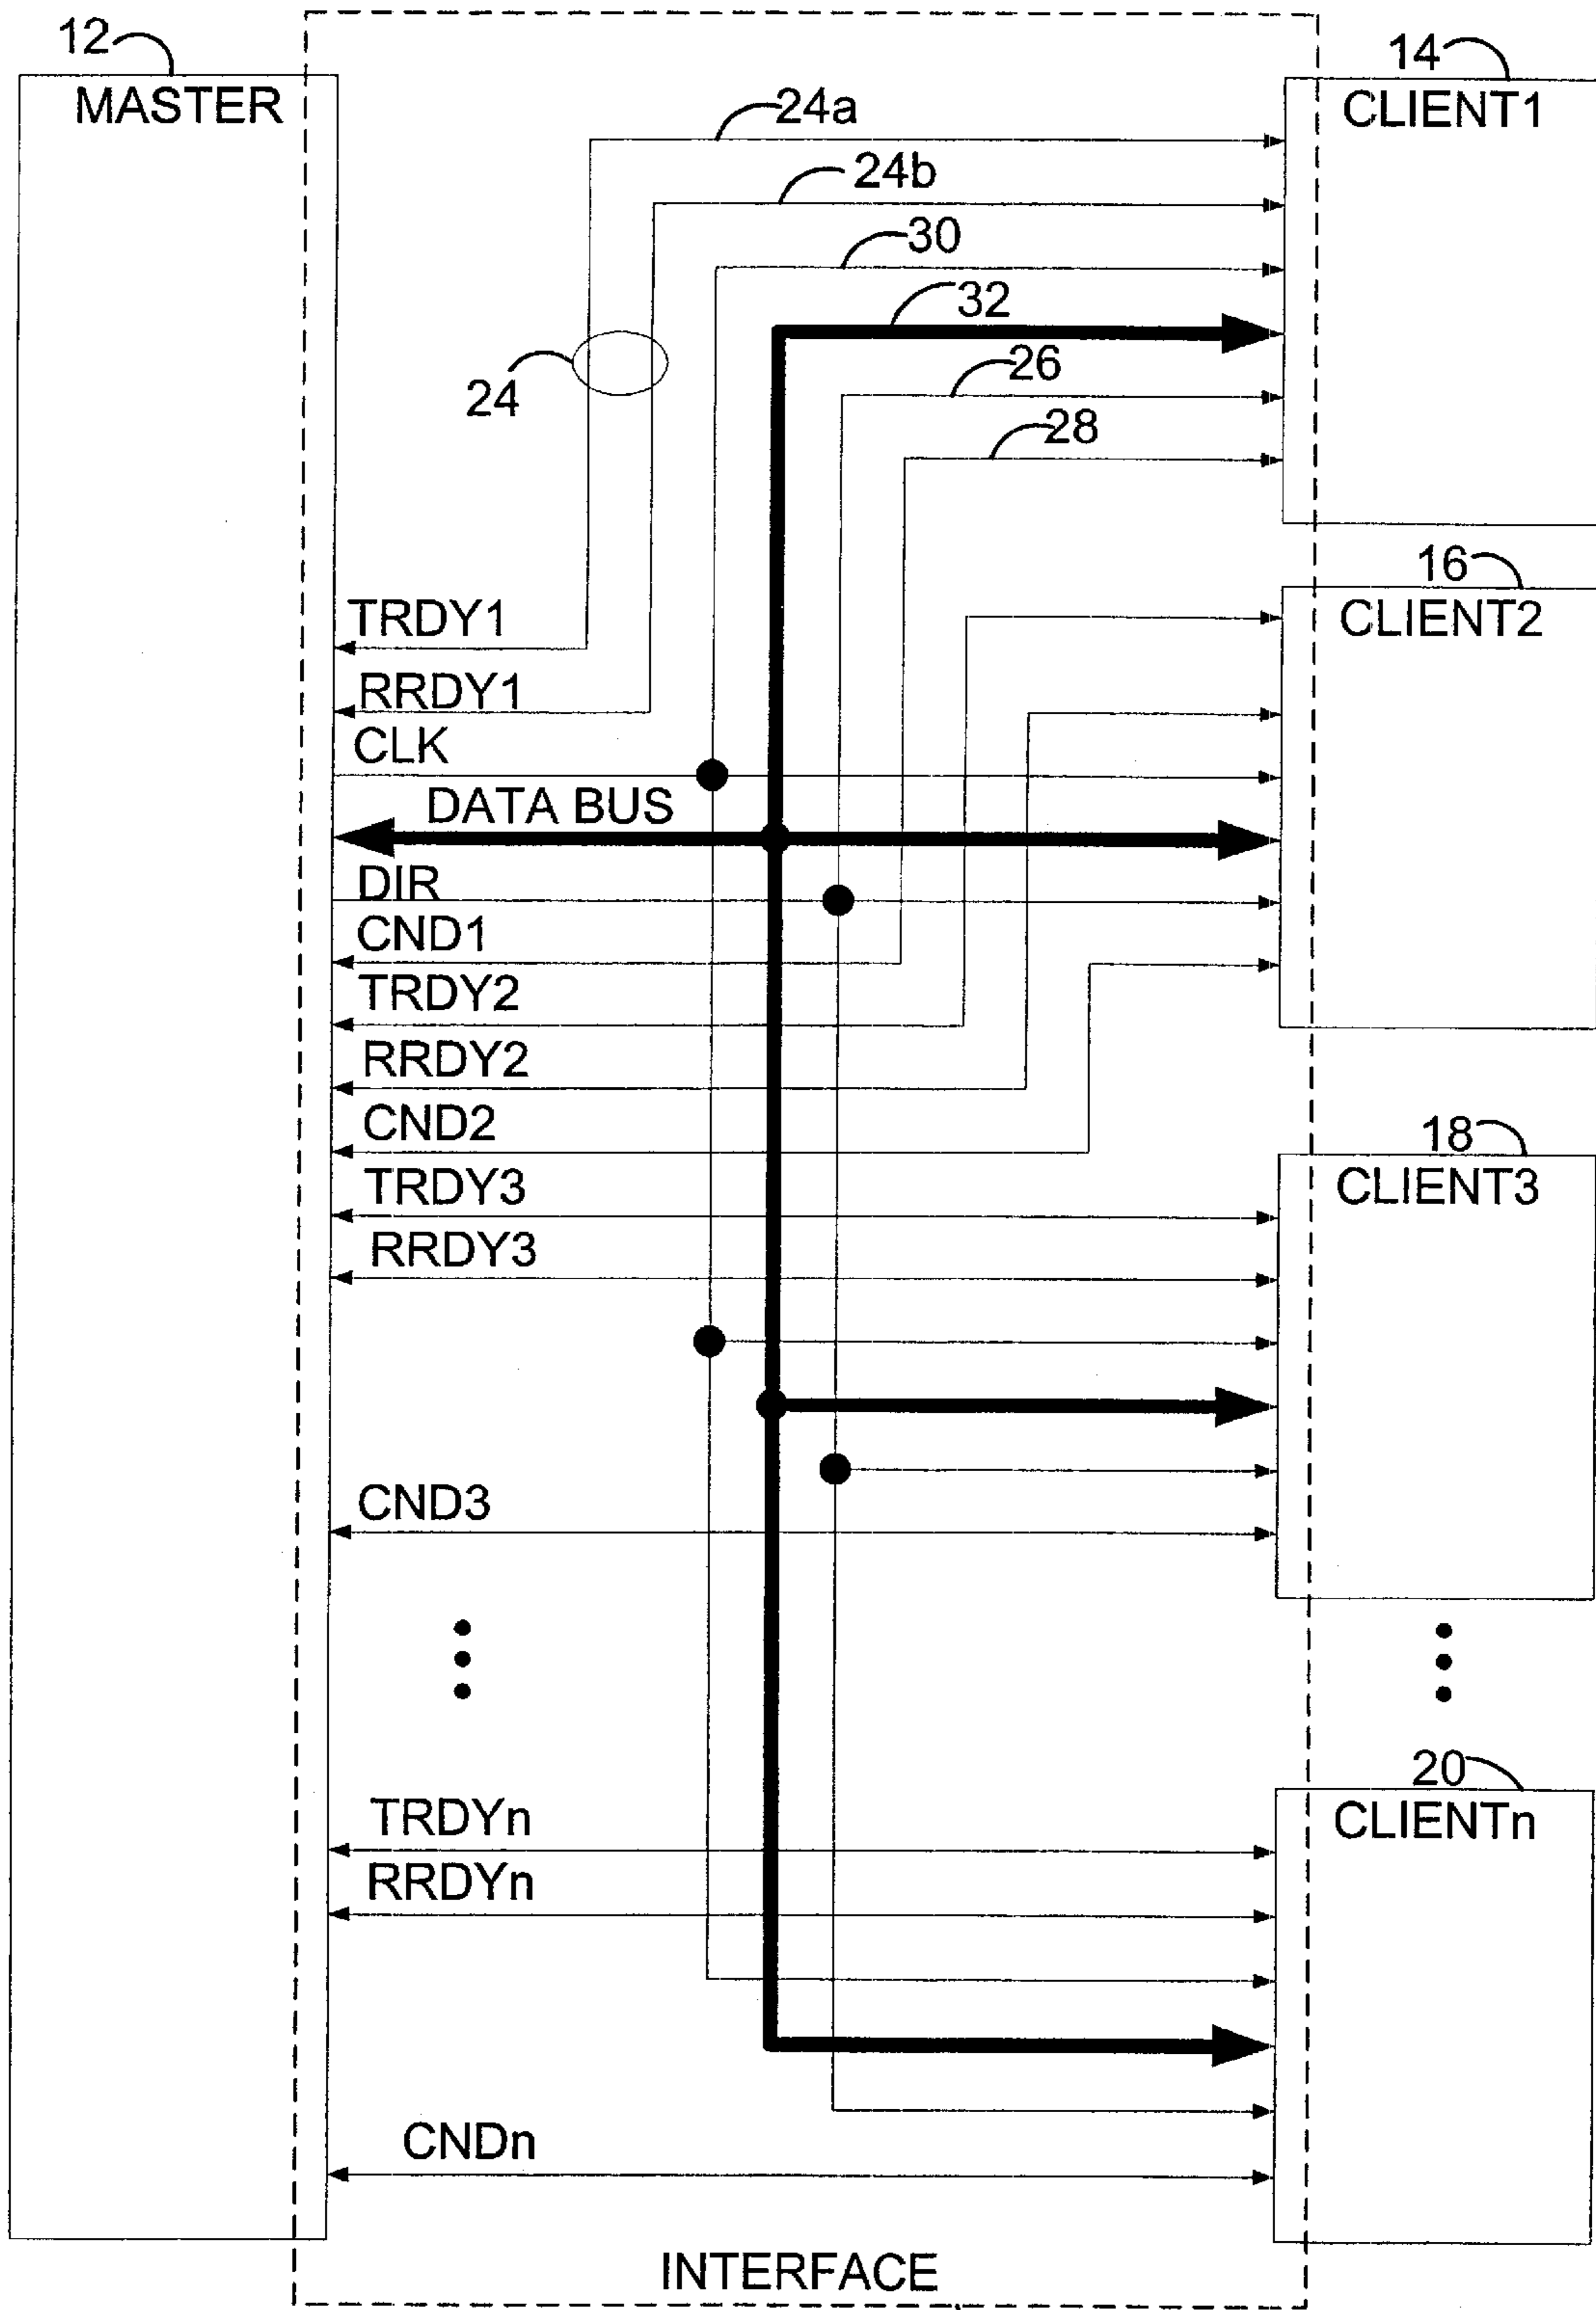 12
MASTER
14
CLIENT1
24a
24b
30
32
24
26
28
16
CLIENT2
TRDY1
RRDY1
CLK
DATA BUS
DIR
CND1
TRDY2
RRDY2
CND2
18
CLIENT3
TRDY3
RRDY3
CND3
20
CLIENTn
TRDYn
RRDYn
CNDn
INTERFACE